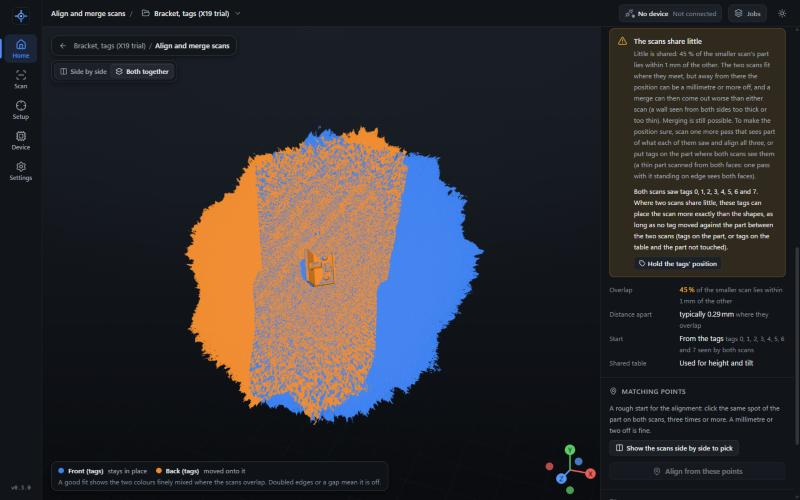 Align and merge scans / Bracket, tags (X19 trial)
No device Not connected
Jobs
Home
Scan
Setup
Device
Settings
v0.5.0
Bracket, tags (X19 trial) / Align and merge scans
Side by side
Both together
Front (tags) stays in place
Back (tags) moved onto it
A good fit shows the two colours finely mixed where the scans overlap. Doubled edges or a gap mean it is off.
Y
X
Z
The scans share little
Little is shared: 45 % of the smaller scan's part
lies within 1 mm of the other. The two scans fit
where they meet, but away from there the
position can be a millimetre or more off, and a
merge can then come out worse than either
scan (a wall seen from both sides too thick or
too thin). Merging is still possible. To make the
position sure, scan one more pass that sees part
of what each of them saw and align all three, or
put tags on the part where both scans see them
(a thin part scanned from both faces: one pass
with it standing on edge sees both faces).
Both scans saw tags 0, 1, 2, 3, 4, 5, 6 and 7.
Where two scans share little, these tags can
place the scan more exactly than the shapes, as
long as no tag moved against the part between
the two scans (tags on the part, or tags on the
table and the part not touched).
Hold the tags' position
Overlap 45 % of the smaller scan lies within
1 mm of the other
Distance apart typically 0.29 mm where they
overlap
Start From the tags tags 0, 1, 2, 3, 4, 5, 6
and 7 seen by both scans
Shared table Used for height and tilt
MATCHING POINTS
A rough start for the alignment: click the same spot of the
part on both scans, three times or more. A millimetre or
two off is fine.
Show the scans side by side to pick
Align from these points